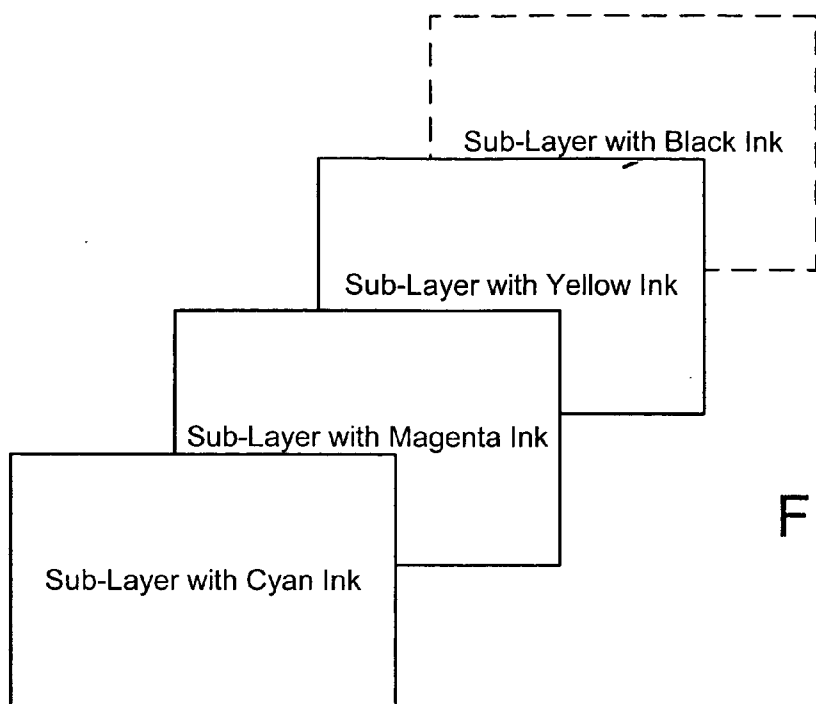 Sub-Layer with Black Ink
Sub-Layer with Yellow Ink
Sub-Layer with Magenta Ink
F
Sub-Layer with Cyan Ink